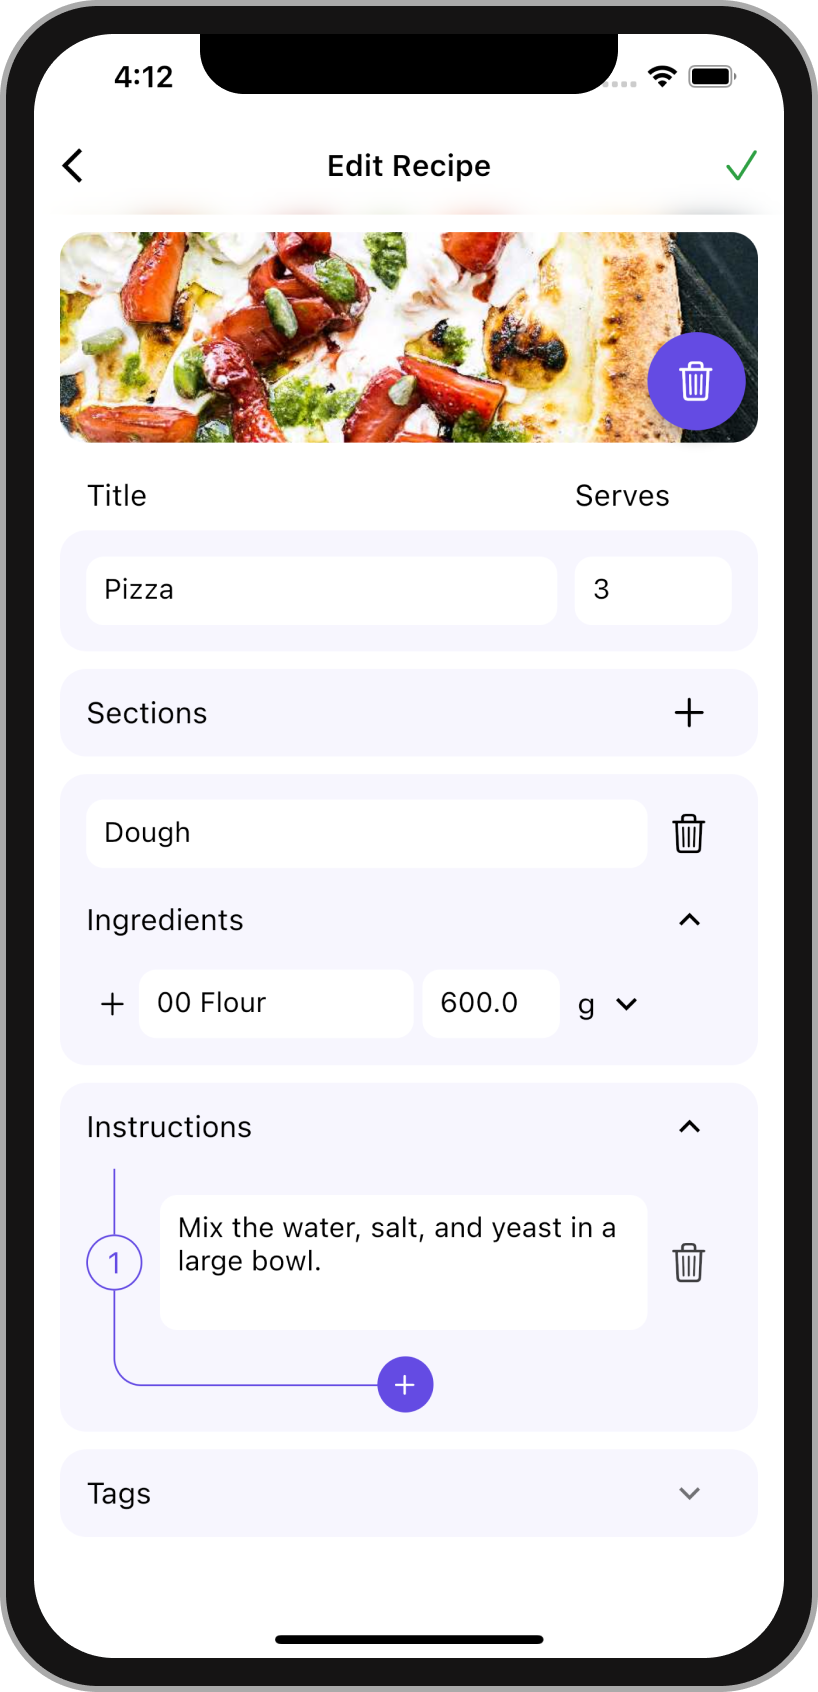 4:12
Edit Recipe
Title Serves
Pizza 3
Sections
Dough
Ingredients
00 Flour 600.0 g
Instructions
1
Mix the water, salt, and yeast in a
large bowl.
Tags